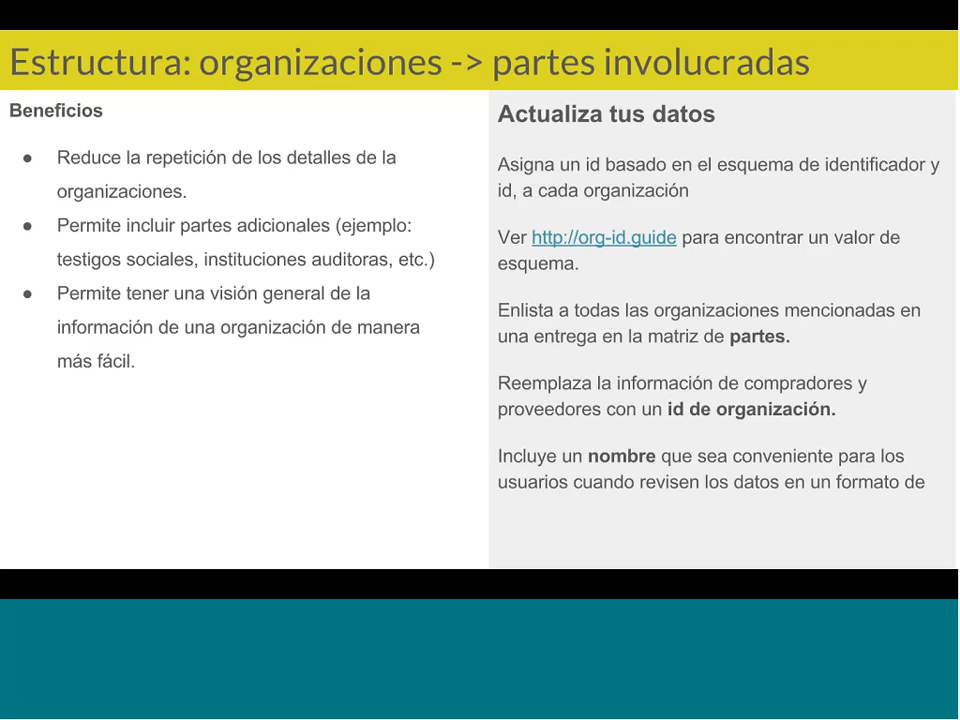 Estructura: organizaciones -> partes involucradas
Beneficios
● Reduce la repetición de los detalles de la
organizaciones.
● Permite incluir partes adicionales (ejemplo:
testigos sociales, instituciones auditoras, etc.)
● Permite tener una visión general de la
información de una organización de manera
más fácil.
Actualiza tus datos
Asigna un id basado en el esquema de identificador y
id, a cada organización
Ver http://org-id.guide para encontrar un valor de
esquema.
Enlista a todas las organizaciones mencionadas en
una entrega en la matriz de partes.
Reemplaza la información de compradores y
proveedores con un id de organización.
Incluye un nombre que sea conveniente para los
usuarios cuando revisen los datos en un formato de